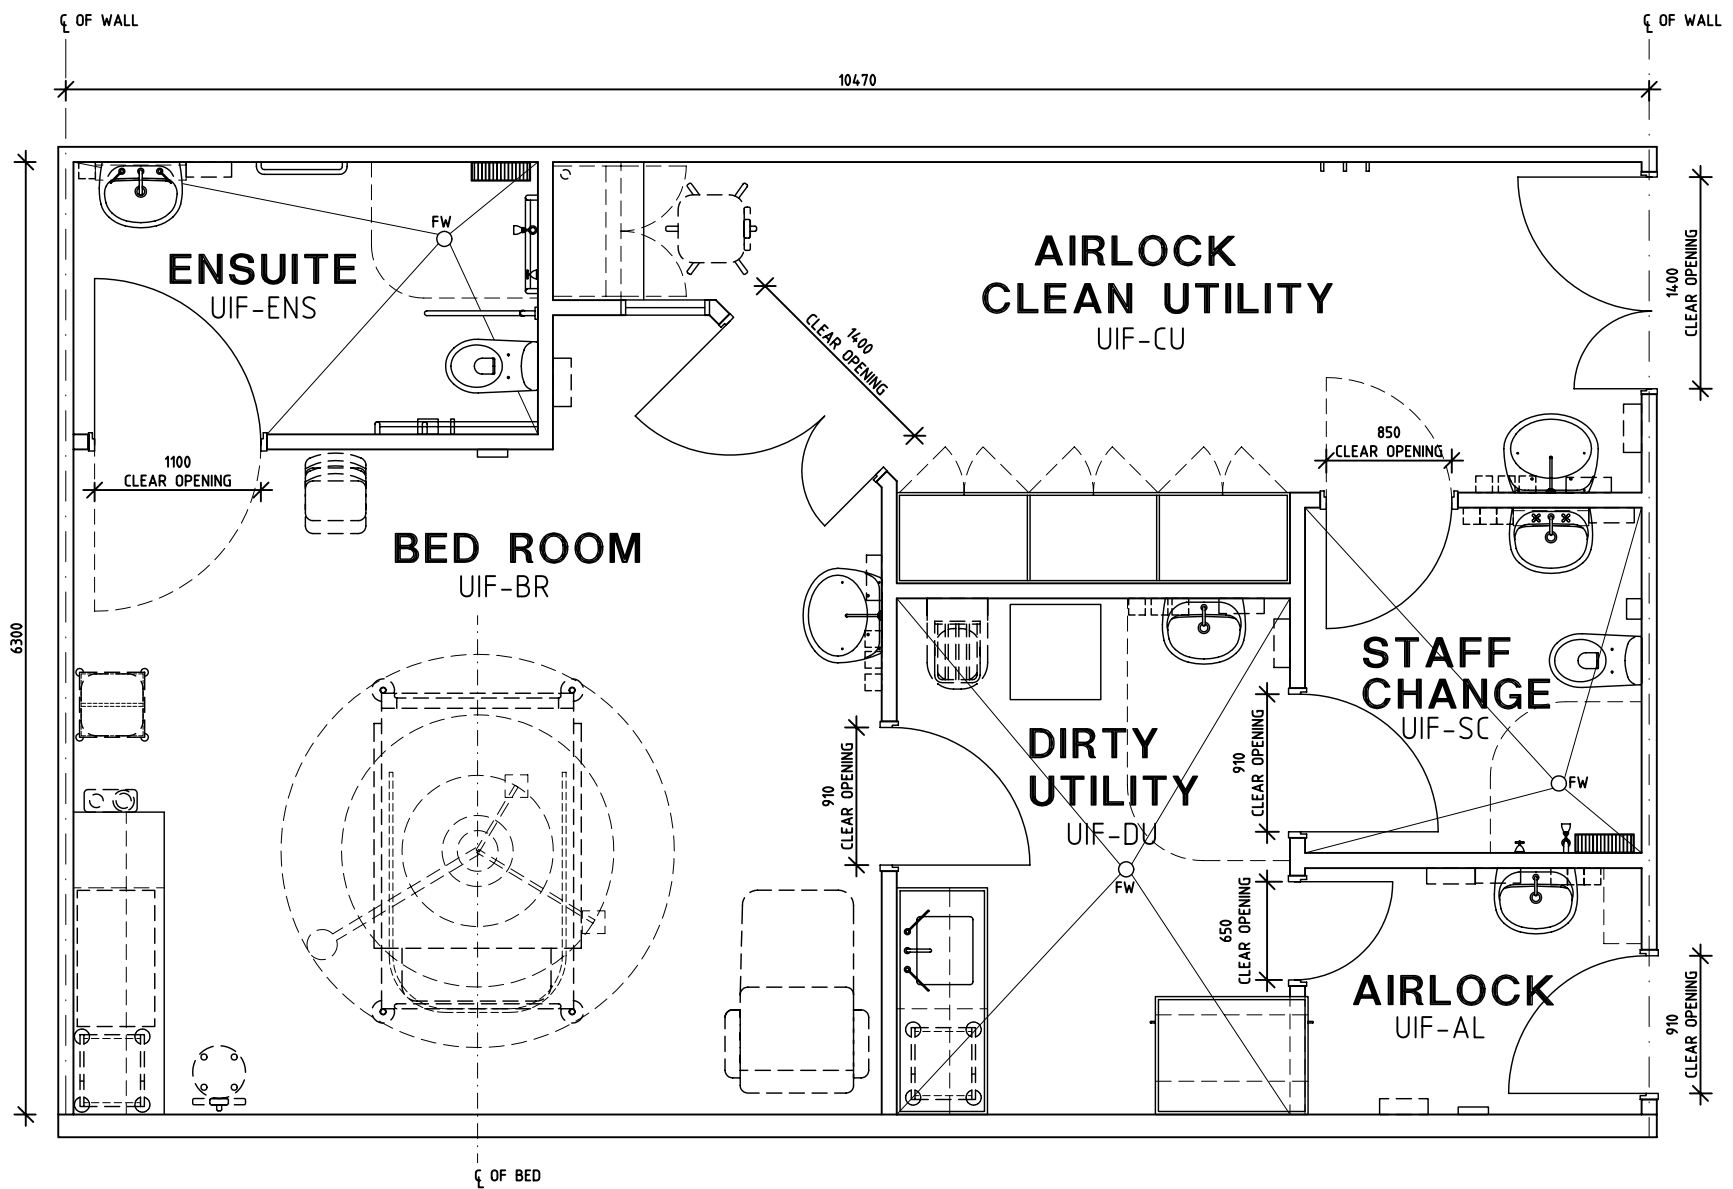 ℄ OF WALL
℄ OF WALL
10470
6300
FW
ENSUITE
UIF-ENS
AIRLOCK
CLEAN UTILITY
UIF-CU
1400
CLEAR OPENING
1400
CLEAR OPENING
850
CLEAR OPENING
1100
CLEAR OPENING
BED ROOM
UIF-BR
STAFF
CHANGE
UIF-SC
FW
DIRTY
UTILITY
UIF-DU
FW
910
CLEAR OPENING
910
CLEAR OPENING
650
CLEAR OPENING
AIRLOCK
UIF-AL
910
CLEAR OPENING
℄ OF BED